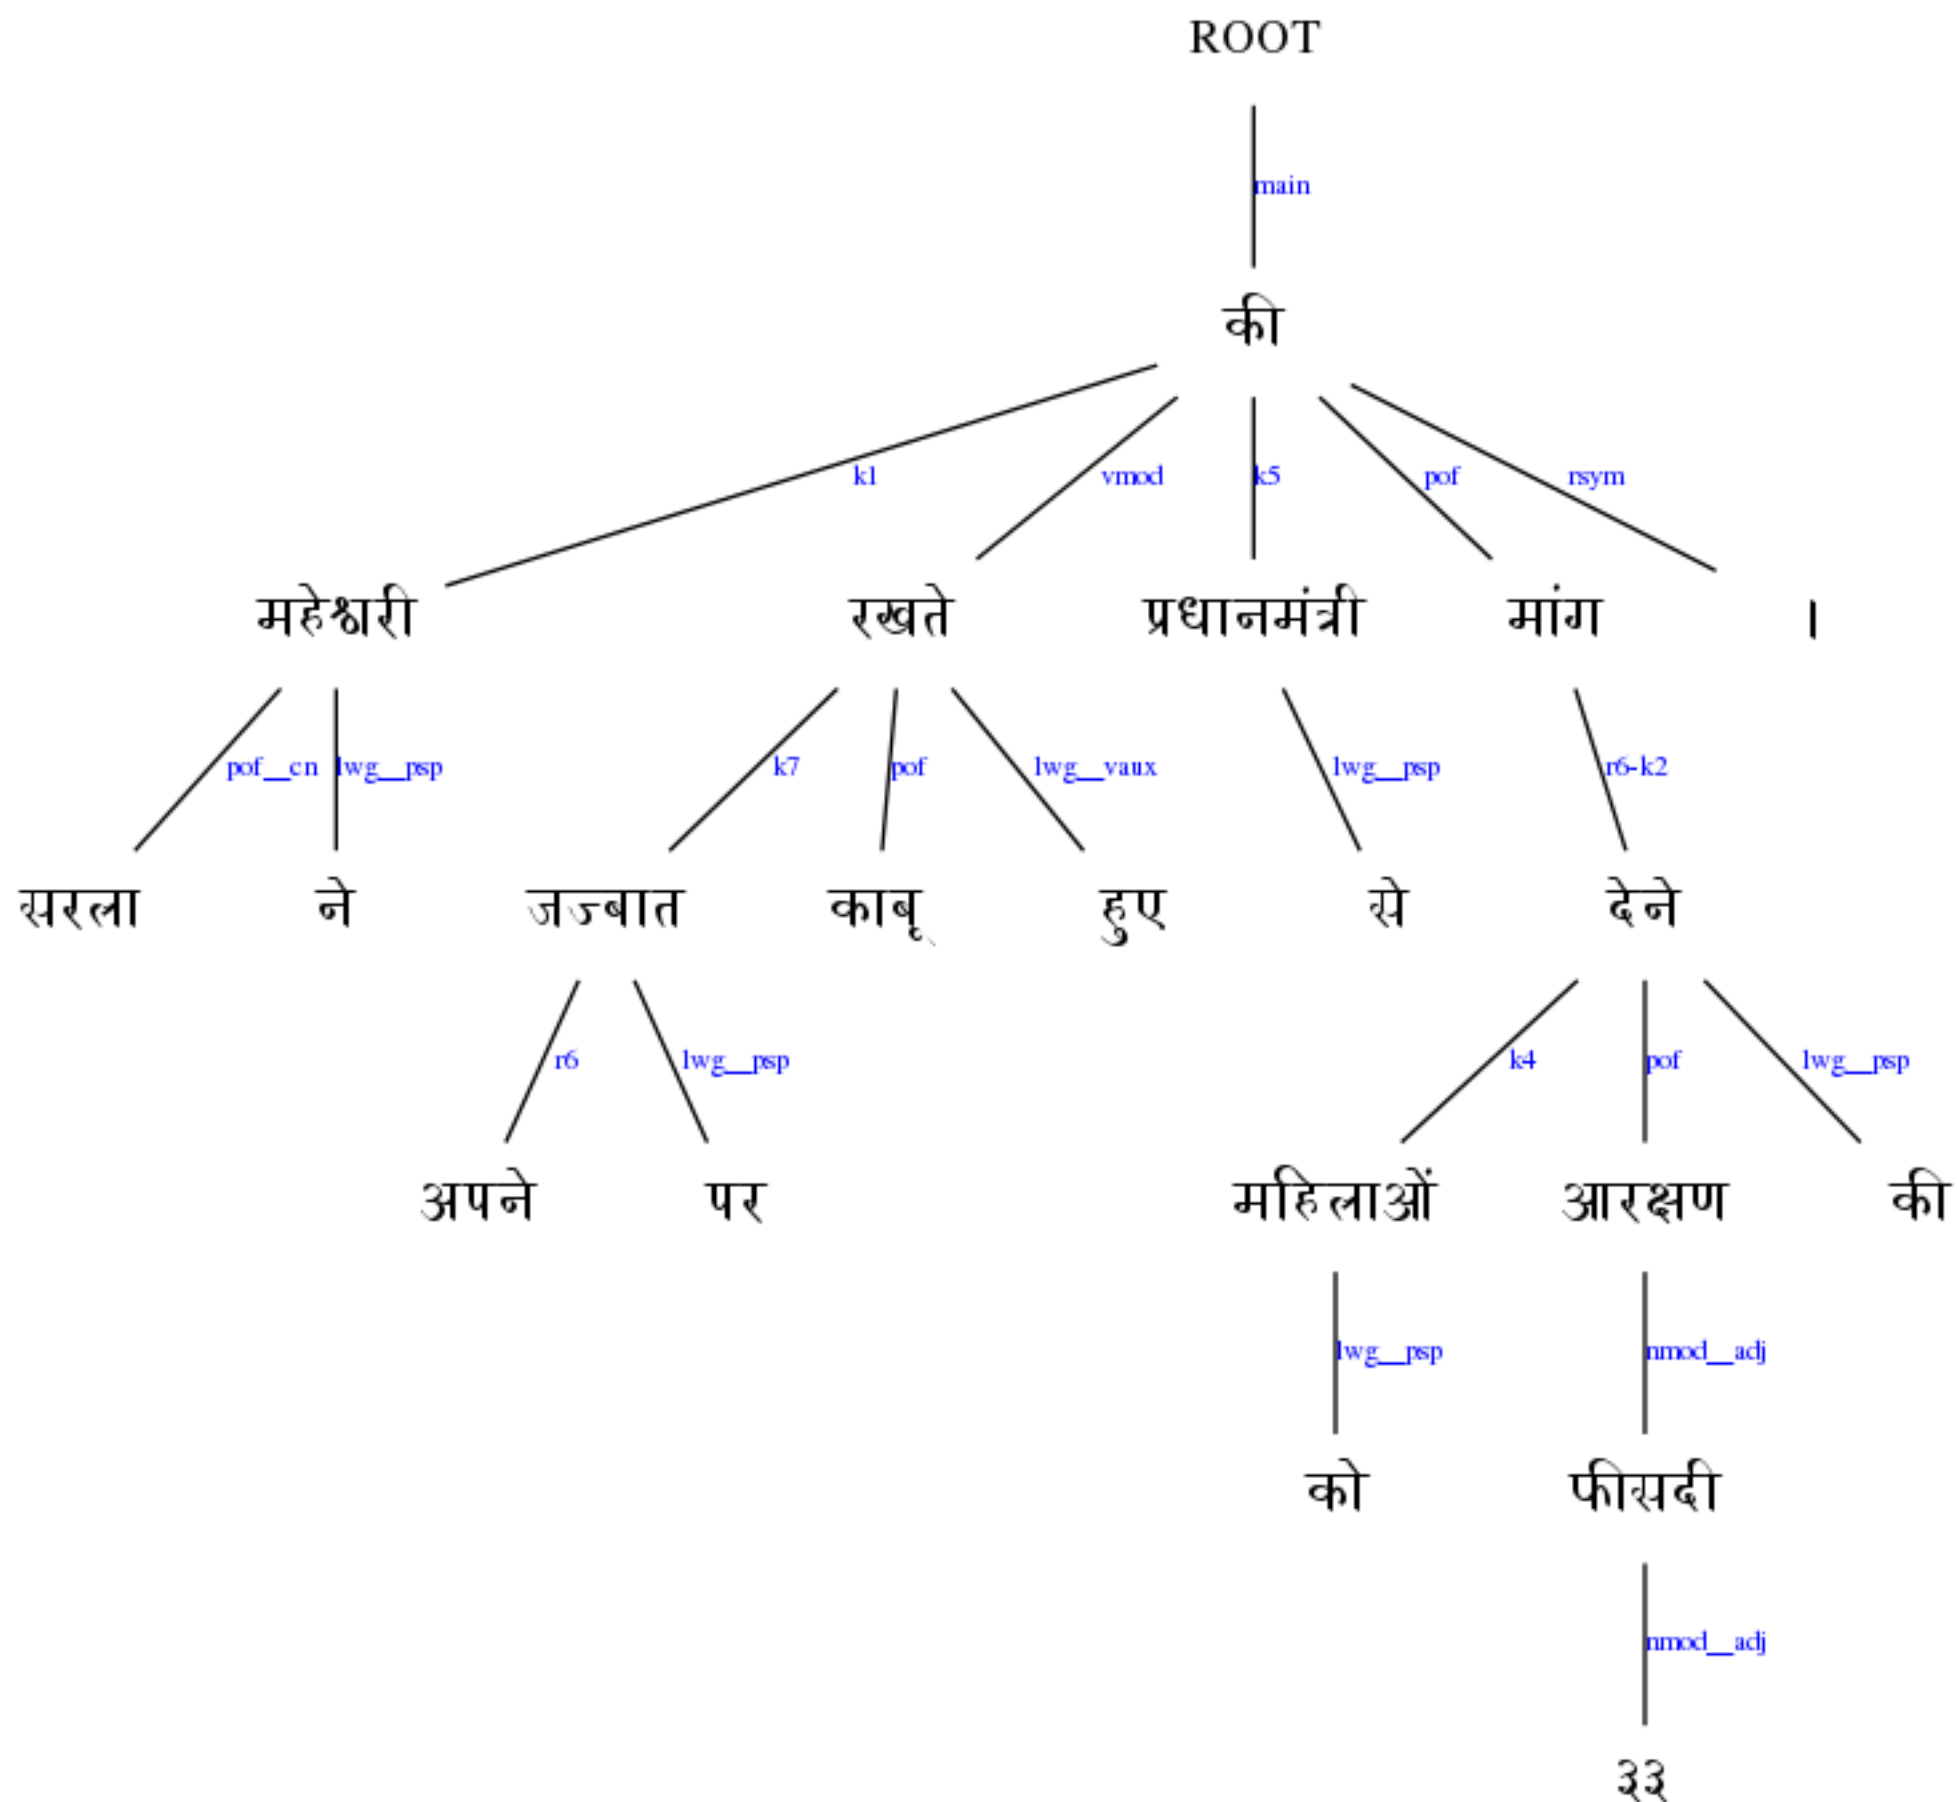 ROOT
main
की
k1 vmod k5 pof rsym
महेश्वरी रखते प्रधानमंत्री मांग ।
pof__cn lwg__psp k7 pof lwg__vaux lwg__psp r6-k2
सरला ने जज्बात काबू हुए से देने
r6 lwg__psp k4 pof lwg__psp
अपने पर महिलाओं आरक्षण की
lwg__psp nmod__adj
को फीसदी
nmod__adj
३३